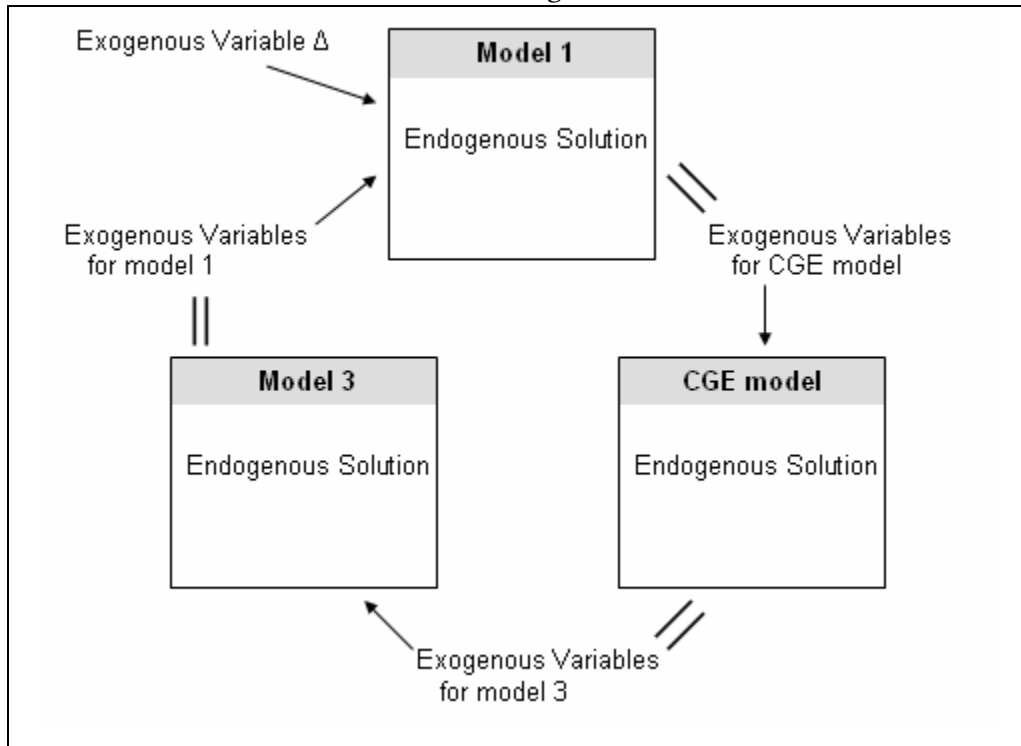 Exogenous Variable Δ
Model 1
Endogenous Solution
Exogenous Variables
for model 1
Exogenous Variables
for CGE model
Model 3
Endogenous Solution
CGE model
Endogenous Solution
Exogenous Variables
for model 3